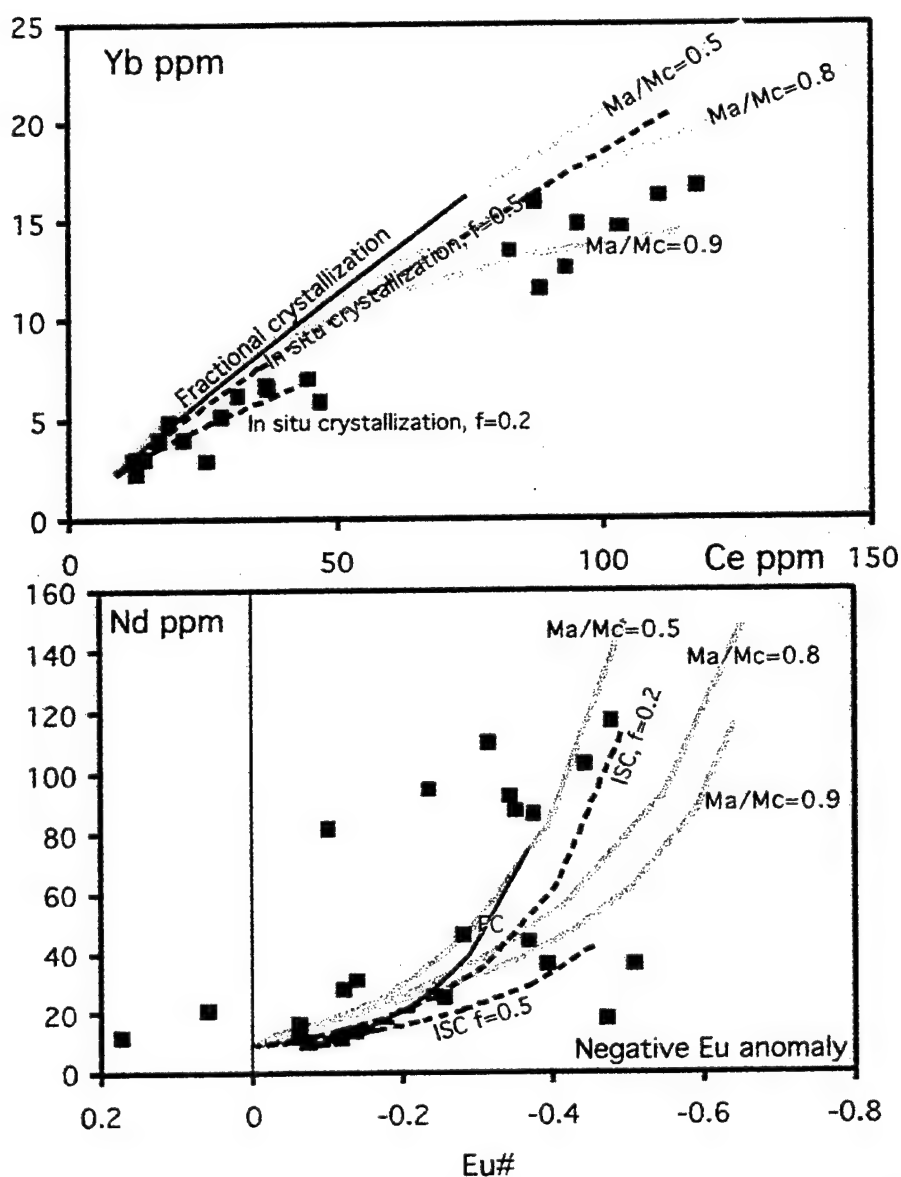 25
Yb ppm
Ma/Mc=0.5
Ma/Mc=0.8
20
15
Ma/Mc=0.9
10
Fractional crystallization
In situ crystallization, f=0.5
In situ crystallization, f=0.2
5
0
0
50
100
Ce ppm
150
160
Nd ppm
Ma/Mc=0.5
140
Ma/Mc=0.8
120
ISC, f=0.2
100
Ma/Mc=0.9
80
60
FC
40
20
ISC f=0.5
Negative Eu anomaly
0
0.2
0
-0.2
-0.4
-0.6
-0.8
Eu#